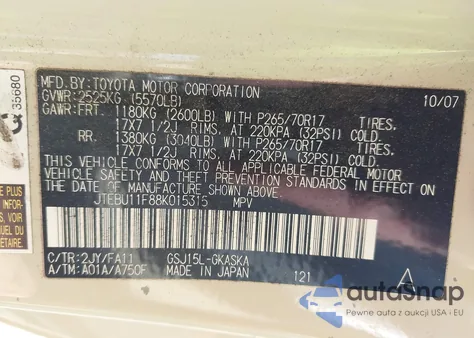 35680
MFD. BY: TOYOTA MOTOR CORPORATION 10/07
GVWR: 2525KG (5570LB)
GAWR: FRT. 1180KG (2600LB) WITH P265/70R17 TIRES.
17X7 1/2J RIMS, AT 220KPA (32PSI) COLD.
RR. 1380KG (3040LB) WITH P265/70R17 TIRES.
17X7 1/2J RIMS, AT 220KPA (32PSI) COLD.
THIS VEHICLE CONFORMS TO ALL APPLICABLE FEDERAL MOTOR
VEHICLE SAFETY AND THEFT PREVENTION STANDARDS IN EFFECT
ON THE DATE OF MANUFACTURE SHOWN ABOVE.
JTEBU11F88K015315 MPV
C/TR: 2JY/FA11 GSJ15L-GKASKA
A/TM: A01A/A750F MADE IN JAPAN 121
autoSnap
Twoje auto z aukcji USA i EU